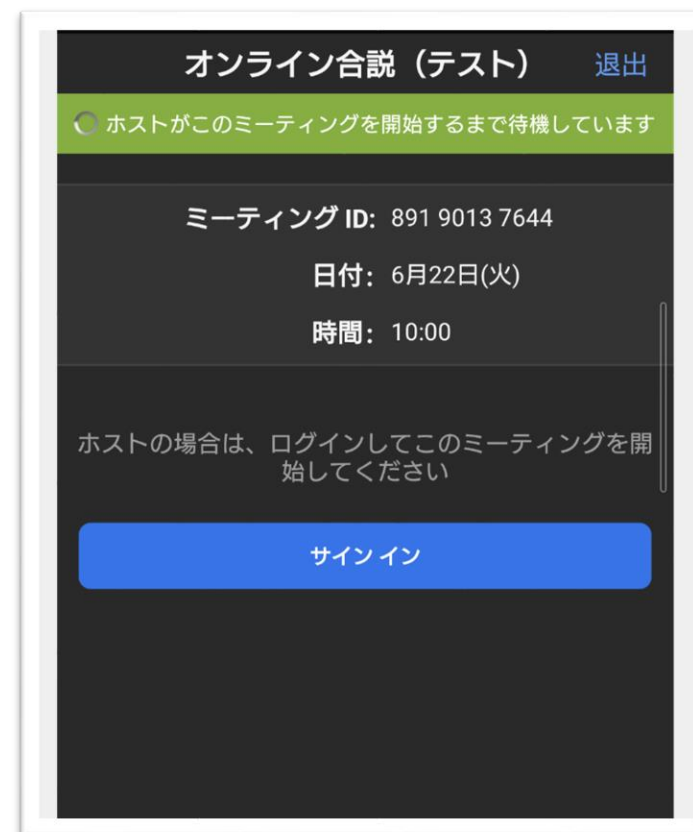 オンライン合説（テスト） 退出
ホストがこのミーティングを開始するまで待機しています
ミーティング ID: 891 9013 7644
日付: 6月22日(火)
時間: 10:00
ホストの場合は、ログインしてこのミーティングを開
始してください
サイン イン